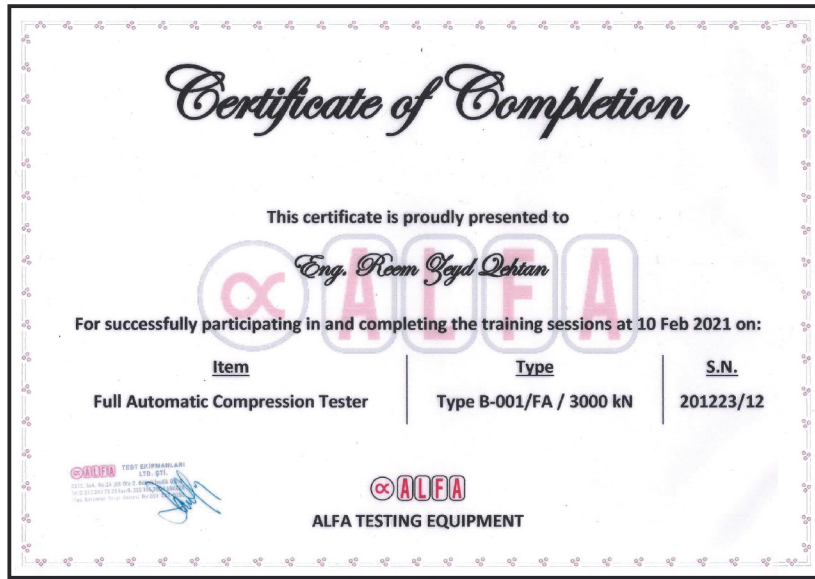 Certificate of Completion
This certificate is proudly presented to
Eng. Reem Zeyd Qehtan
ALFA
For successfully participating in and completing the training sessions at 10 Feb 2021 on:
Item Type S.N.
Full Automatic Compression Tester Type B-001/FA / 3000 kN 201223/12
ALFA TEST EKİPMANLARI
LTD. ŞTİ.
ALFA
ALFA TESTING EQUIPMENT